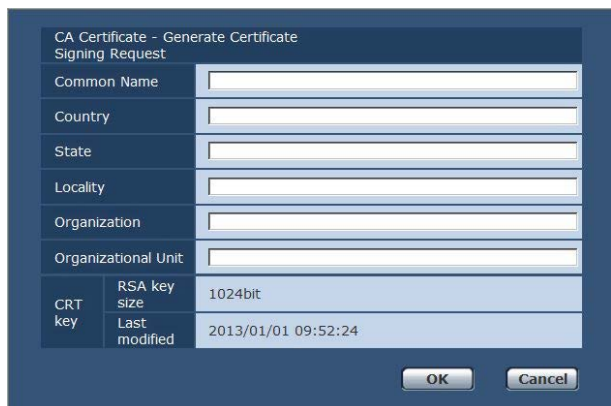 CA Certificate - Generate Certificate
Signing Request
Common Name
Country
State
Locality
Organization
Organizational Unit
CRT
key
RSA key
size
1024bit
Last
modified
2013/01/01 09:52:24
OK
Cancel